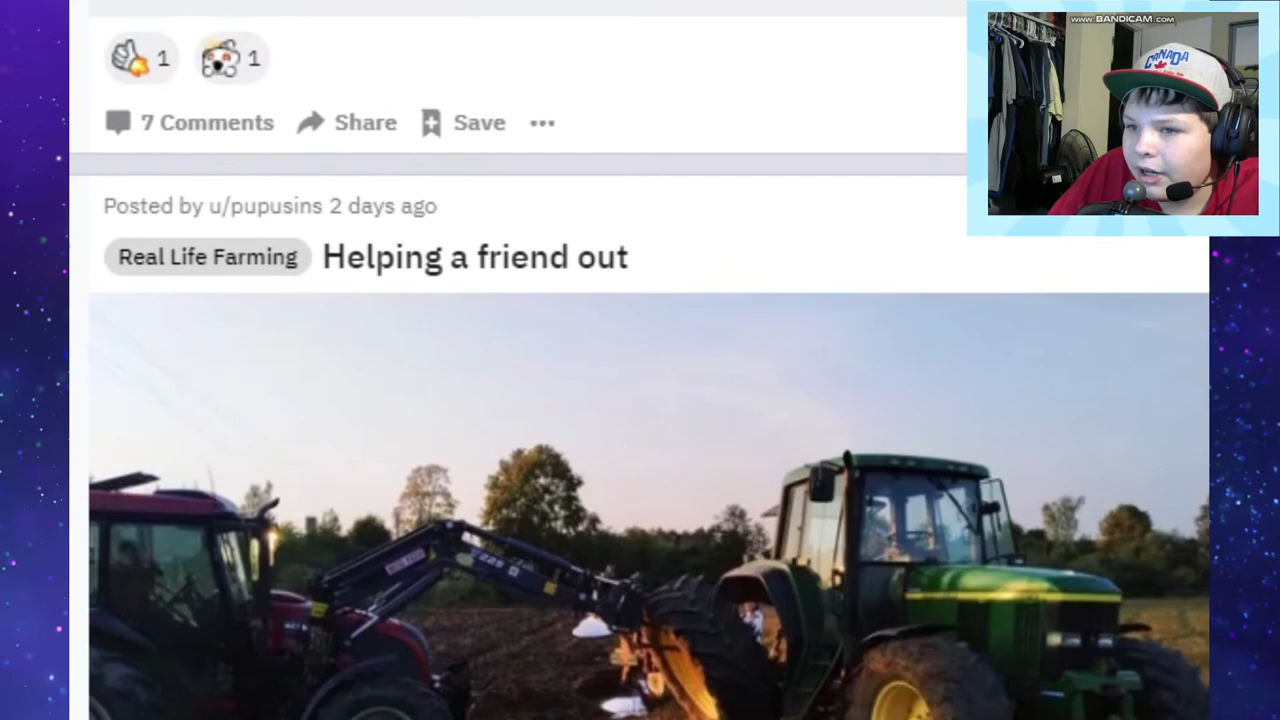 www.BANDICAM.com
CANADA
1 1
7 Comments Share Save
Posted by u/pupusins 2 days ago
Real Life Farming Helping a friend out